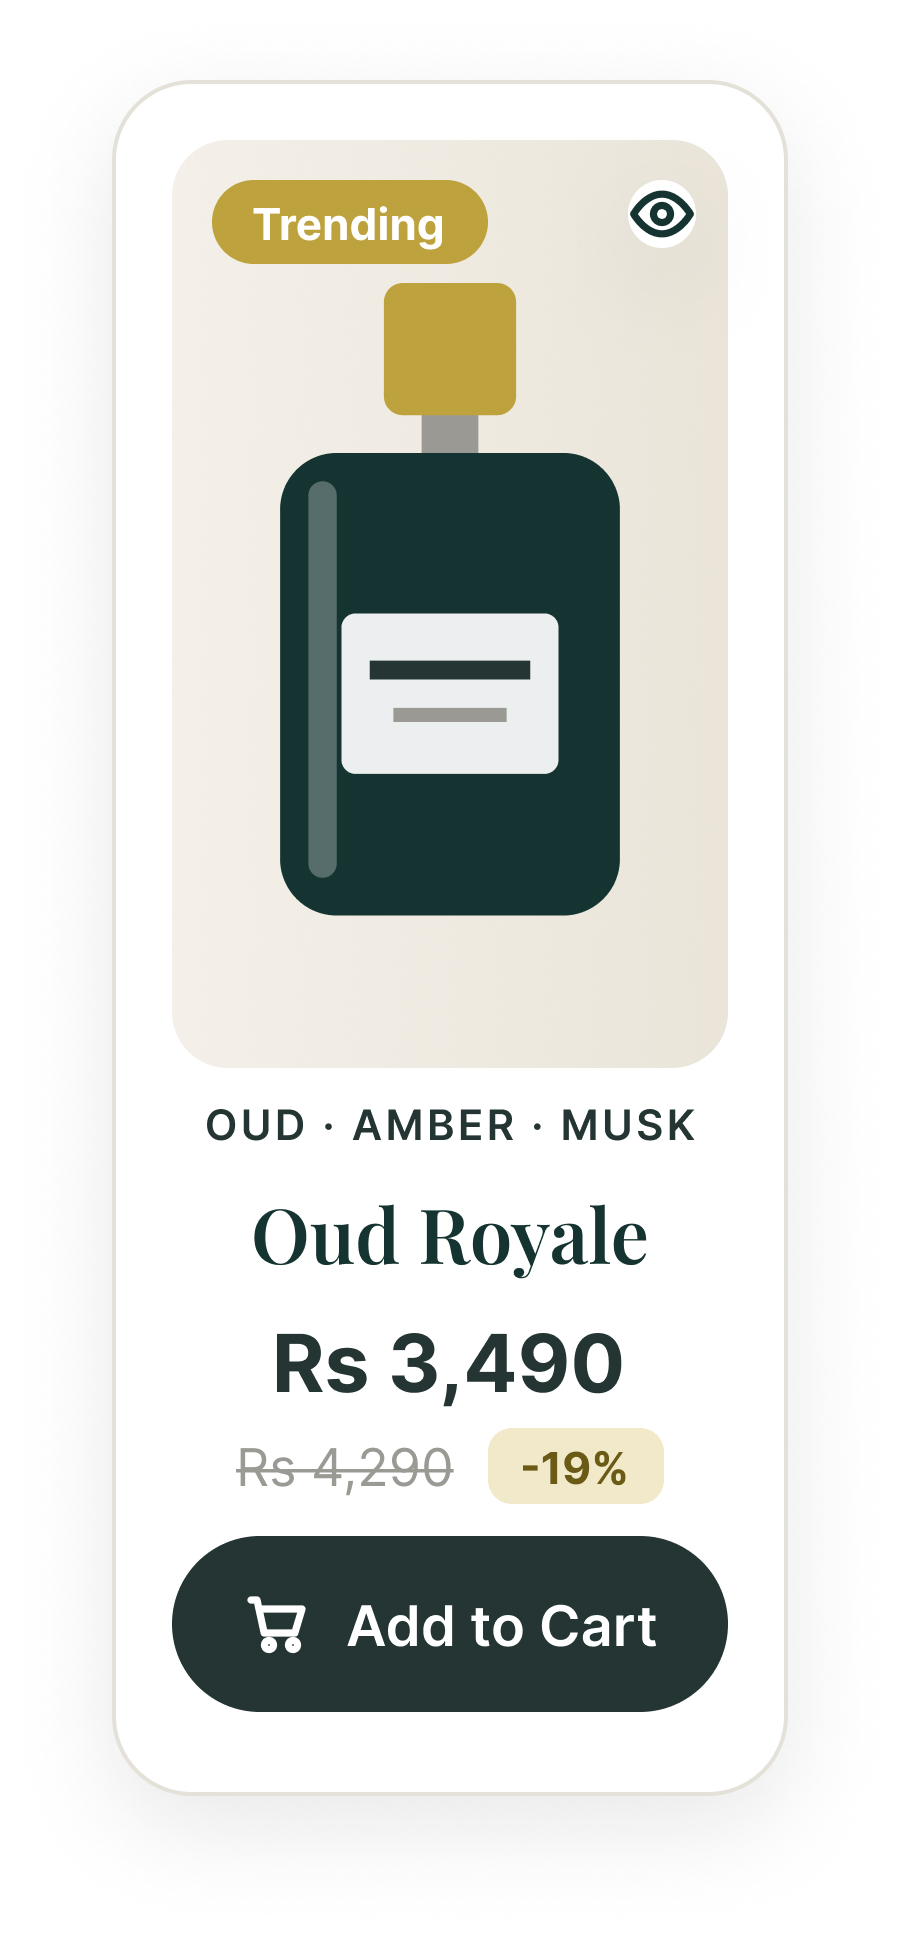 Trending
OUD · AMBER · MUSK
Oud Royale
Rs 3,490
Rs 4,290 -19%
Add to Cart